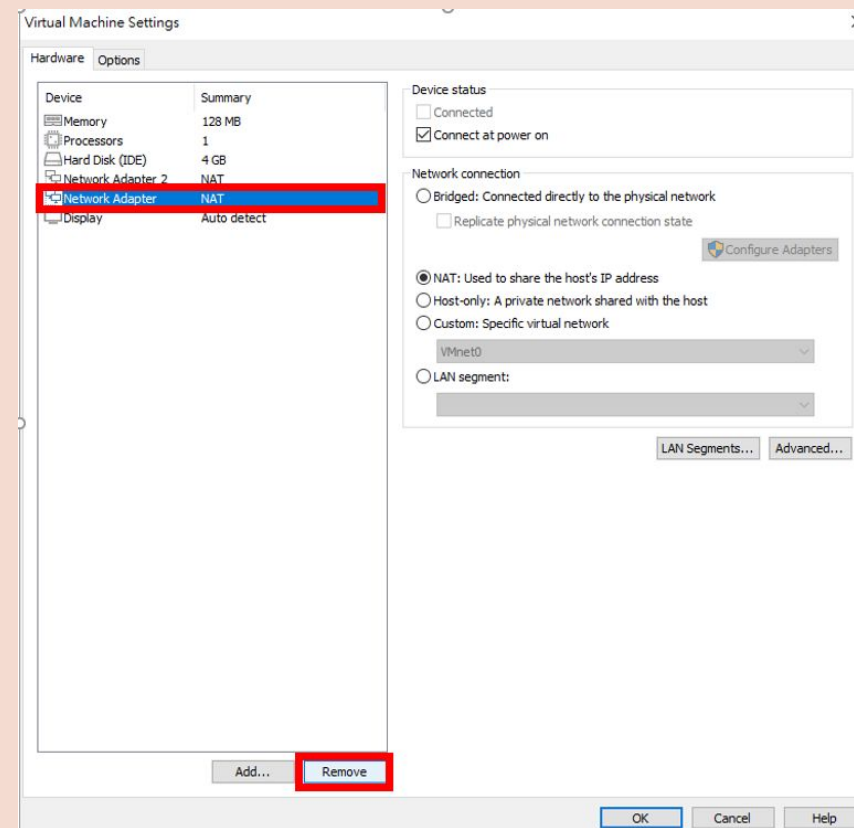 Virtual Machine Settings
Hardware Options
Device Summary
Memory 128 MB
Processors 1
Hard Disk (IDE) 4 GB
Network Adapter 2 NAT
Network Adapter NAT
Display Auto detect
Add... Remove
Device status
Connected
Connect at power on
Network connection
Bridged: Connected directly to the physical network
Replicate physical network connection state
Configure Adapters
NAT: Used to share the host's IP address
Host-only: A private network shared with the host
Custom: Specific virtual network
VMnet0
LAN segment:
LAN Segments... Advanced...
OK Cancel Help